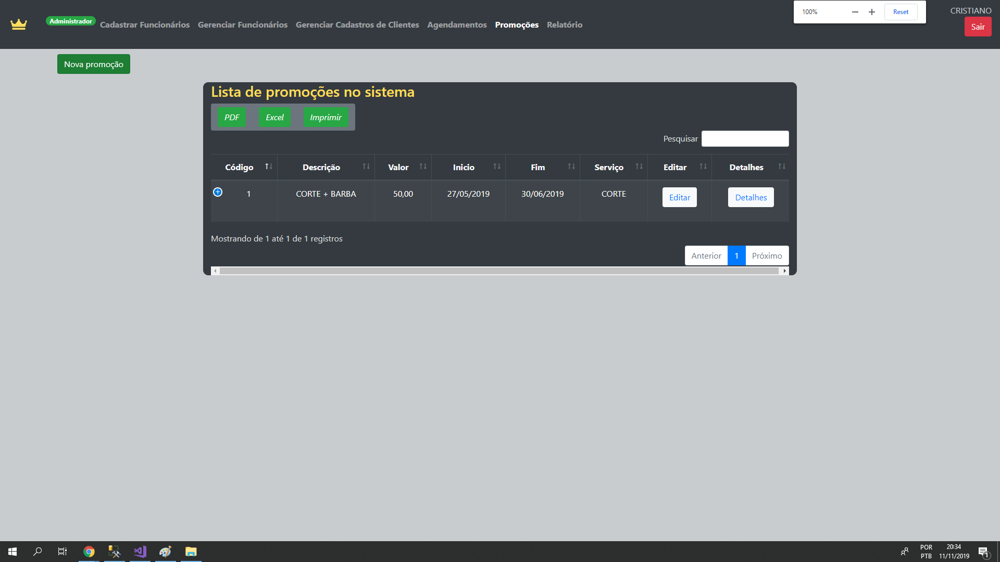 100% Reset
CRISTIANO
Administrador Cadastrar Funcionários Gerenciar Funcionários Gerenciar Cadastros de Clientes Agendamentos Promoções Relatório
Sair
Nova promoção
Lista de promoções no sistema
PDF Excel Imprimir
Pesquisar
Código Descrição Valor Inicio Fim Serviço Editar Detalhes
1 CORTE + BARBA 50,00 27/05/2019 30/06/2019 CORTE Editar Detalhes
Mostrando de 1 até 1 de 1 registros
Anterior 1 Próximo
POR 20:34
PTB 11/11/2019 1